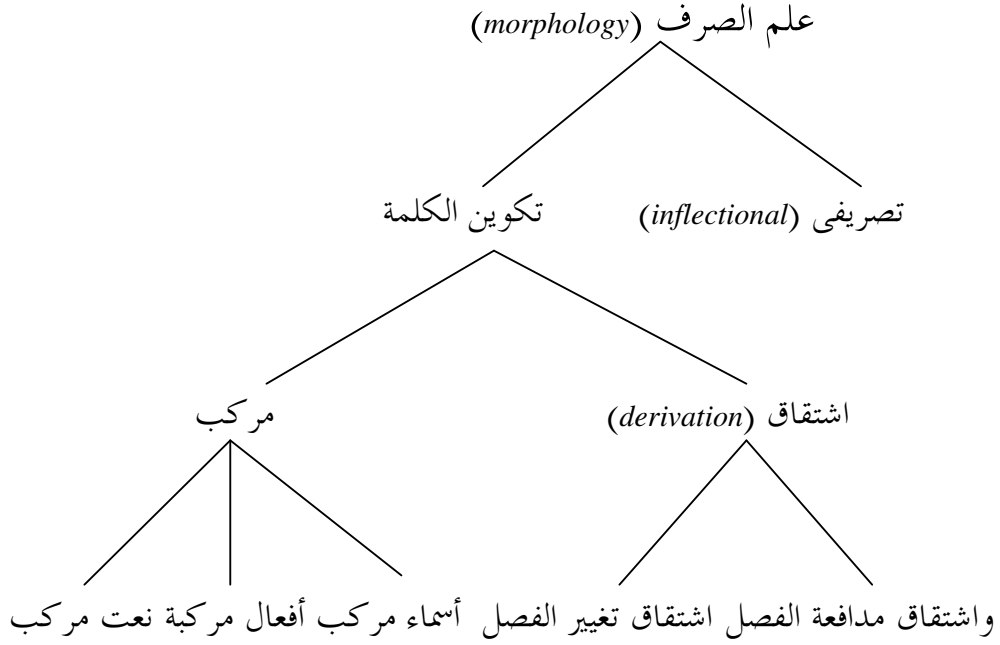 علم الصرف (morphology)
تصريفى (inflectional) تكوين الكلمة
اشتقاق (derivation) مركب
واشتقاق مدافعة الفصل اشتقاق تغيير الفصل أسماء مركب أفعال مركبة نعت مركب